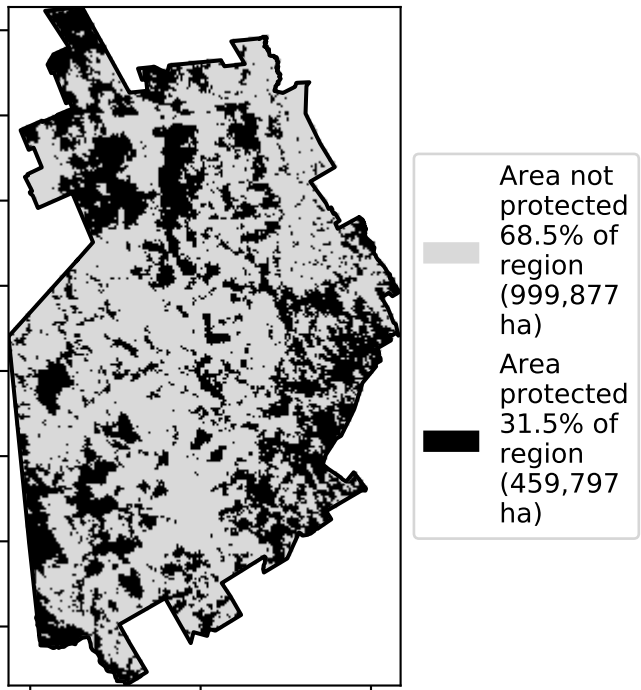 Area not
protected
68.5% of
region
(999,877
ha)
Area
protected
31.5% of
region
(459,797
ha)